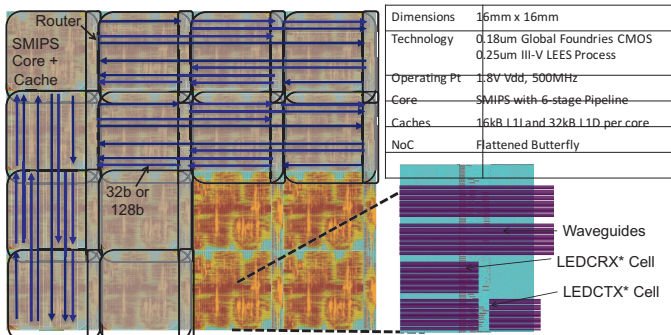 Router
SMIPS
Core +
Cache
32b or
128b
Dimensions 16mm x 16mm
Technology 0.18um Global Foundries CMOS
0.25um III-V LEES Process
Operating Pt 1.8V Vdd, 500MHz
Core SMIPS with 6-stage Pipeline
Caches 16kB L1I and 32kB L1D per core
NoC Flattened Butterfly
Waveguides
LEDCRX* Cell
LEDCTX* Cell